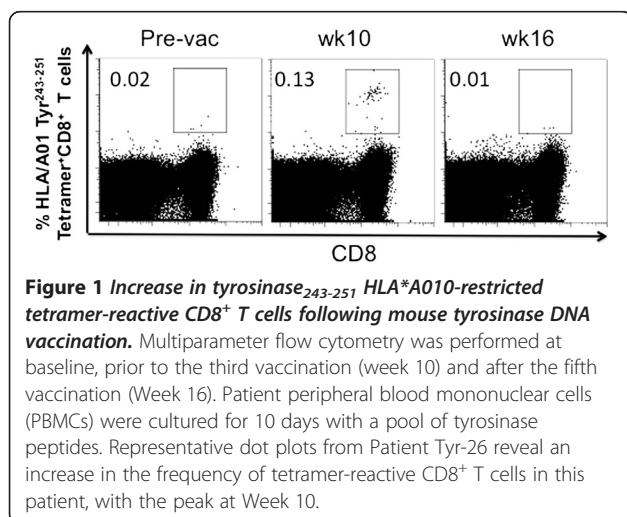 Pre-vac wk10 wk16
0.02 0.13 0.01
% HLA/A01 Tyr243-251
Tetramer+CD8+ T cells
CD8
Figure 1 Increase in tyrosinase243-251 HLA*A010-restricted
tetramer-reactive CD8+ T cells following mouse tyrosinase DNA
vaccination. Multiparameter flow cytometry was performed at
baseline, prior to the third vaccination (week 10) and after the fifth
vaccination (Week 16). Patient peripheral blood mononuclear cells
(PBMCs) were cultured for 10 days with a pool of tyrosinase
peptides. Representative dot plots from Patient Tyr-26 reveal an
increase in the frequency of tetramer-reactive CD8+ T cells in this
patient, with the peak at Week 10.